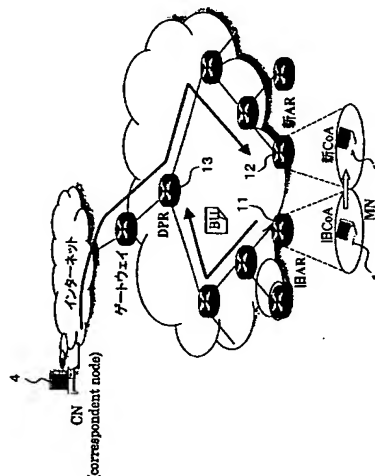 4
CN
(correspondent node)
インターネット
ゲートウェイ
DPR
13
BU
11
12
旧AR
新AR
旧CoA
新CoA
MN